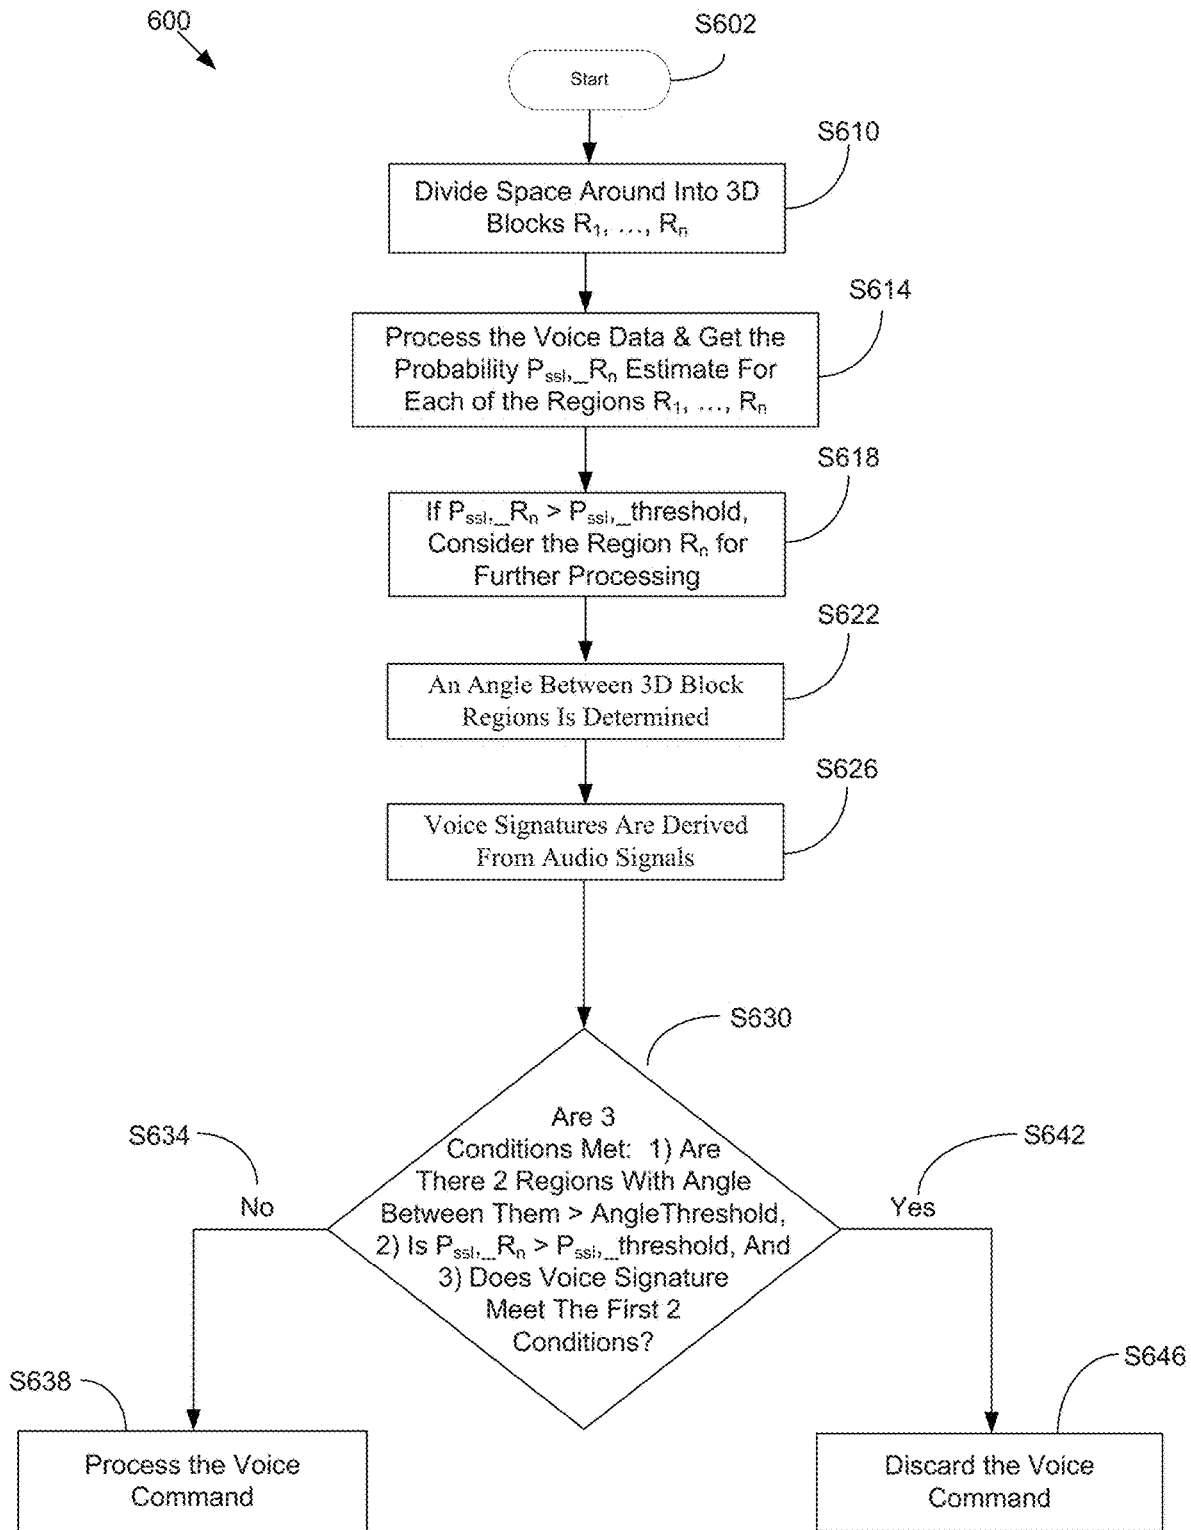 600
S602
Start
S610
Divide Space Around Into 3D
Blocks R1, ..., Rn
S614
Process the Voice Data & Get the
Probability Pssl,_Rn Estimate For
Each of the Regions R1, ..., Rn
S618
If Pssl,_Rn > Pssl,_threshold,
Consider the Region Rn for
Further Processing
S622
An Angle Between 3D Block
Regions Is Determined
S626
Voice Signatures Are Derived
From Audio Signals
S630
Are 3
Conditions Met: 1) Are
There 2 Regions With Angle
Between Them > AngleThreshold,
2) Is Pssl,_Rn > Pssl,_threshold, And
3) Does Voice Signature
Meet The First 2
Conditions?
S634
No
S642
Yes
S638
Process the Voice
Command
S646
Discard the Voice
Command